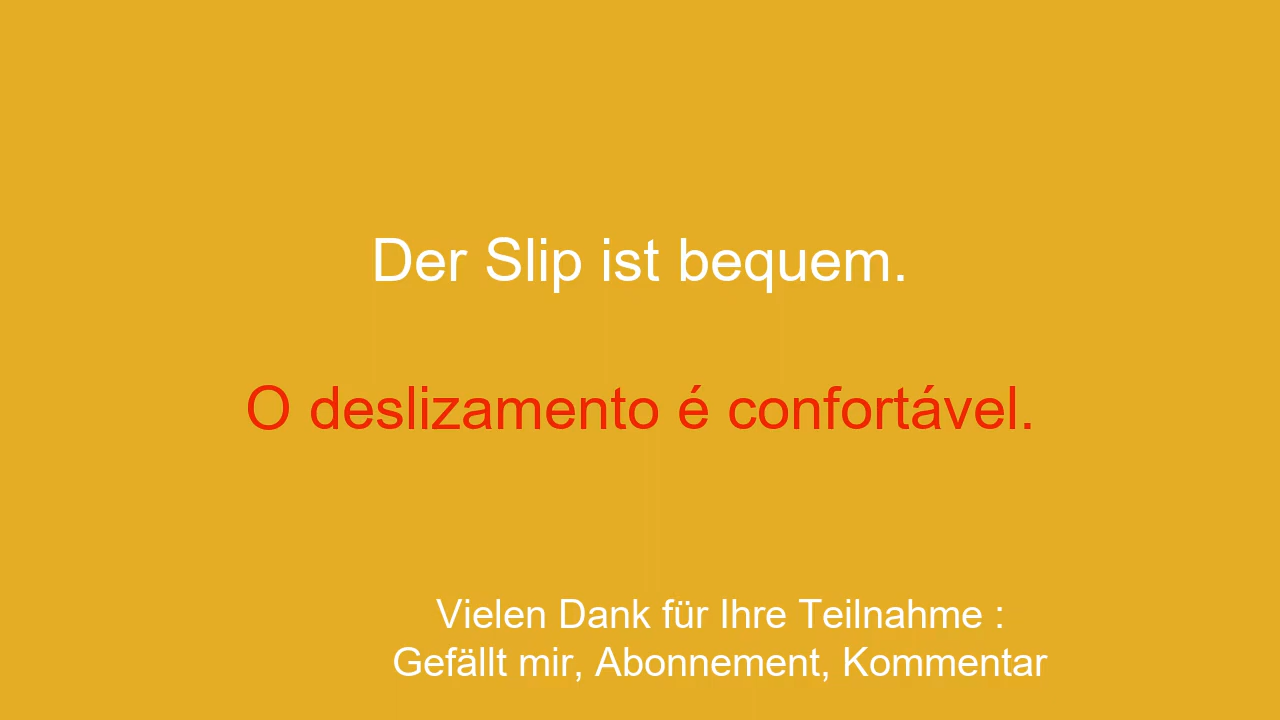 Der Slip ist bequem.
O deslizamento é confortável.
Vielen Dank für Ihre Teilnahme :
Gefällt mir, Abonnement, Kommentar